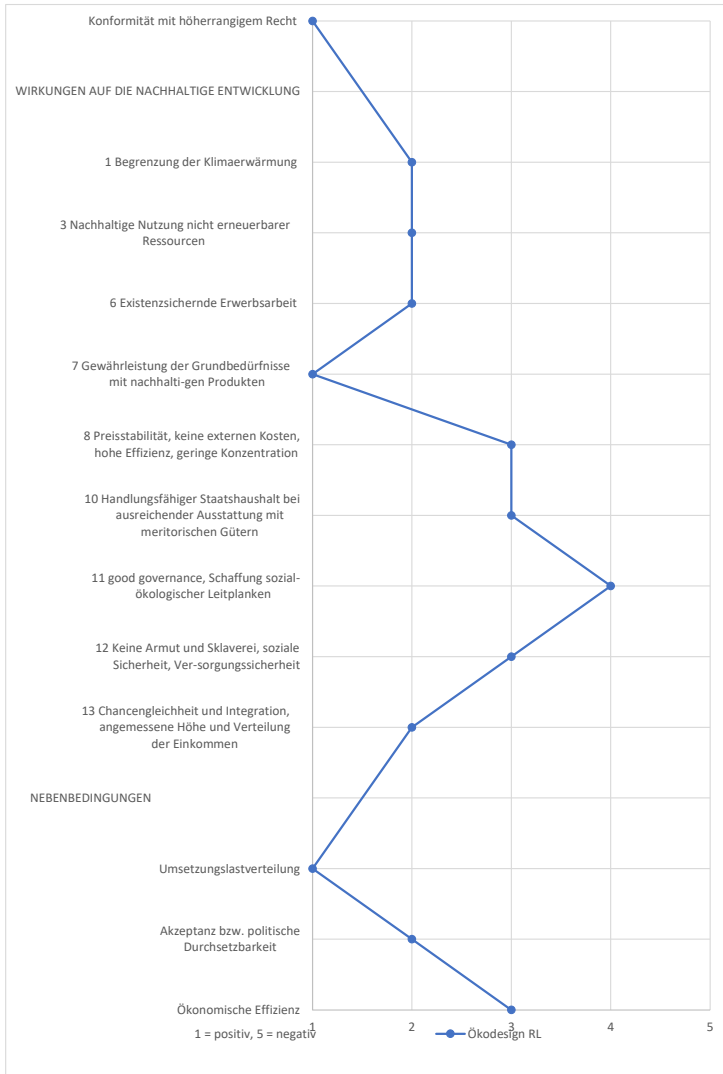 Konformität mit höherrangigem Recht
WIRKUNGEN AUF DIE NACHHALTIGE ENTWICKLUNG
1 Begrenzung der Klimaerwärmung
3 Nachhaltige Nutzung nicht erneuerbarer
Ressourcen
6 Existenzsichernde Erwerbsarbeit
7 Gewährleistung der Grundbedürfnisse
mit nachhalti-gen Produkten
8 Preisstabilität, keine externen Kosten,
hohe Effizienz, geringe Konzentration
10 Handlungsfähiger Staatshaushalt bei
ausreichender Ausstattung mit
meritorischen Gütern
11 good governance, Schaffung sozial-
ökologischer Leitplanken
12 Keine Armut und Sklaverei, soziale
Sicherheit, Ver-sorgungssicherheit
13 Chancengleichheit und Integration,
angemessene Höhe und Verteilung
der Einkommen
NEBENBEDINGUNGEN
Umsetzungslastverteilung
Akzeptanz bzw. politische
Durchsetzbarkeit
Ökonomische Effizienz
1 2 3 4 5
1 = positiv, 5 = negativ
Ökodesign RL